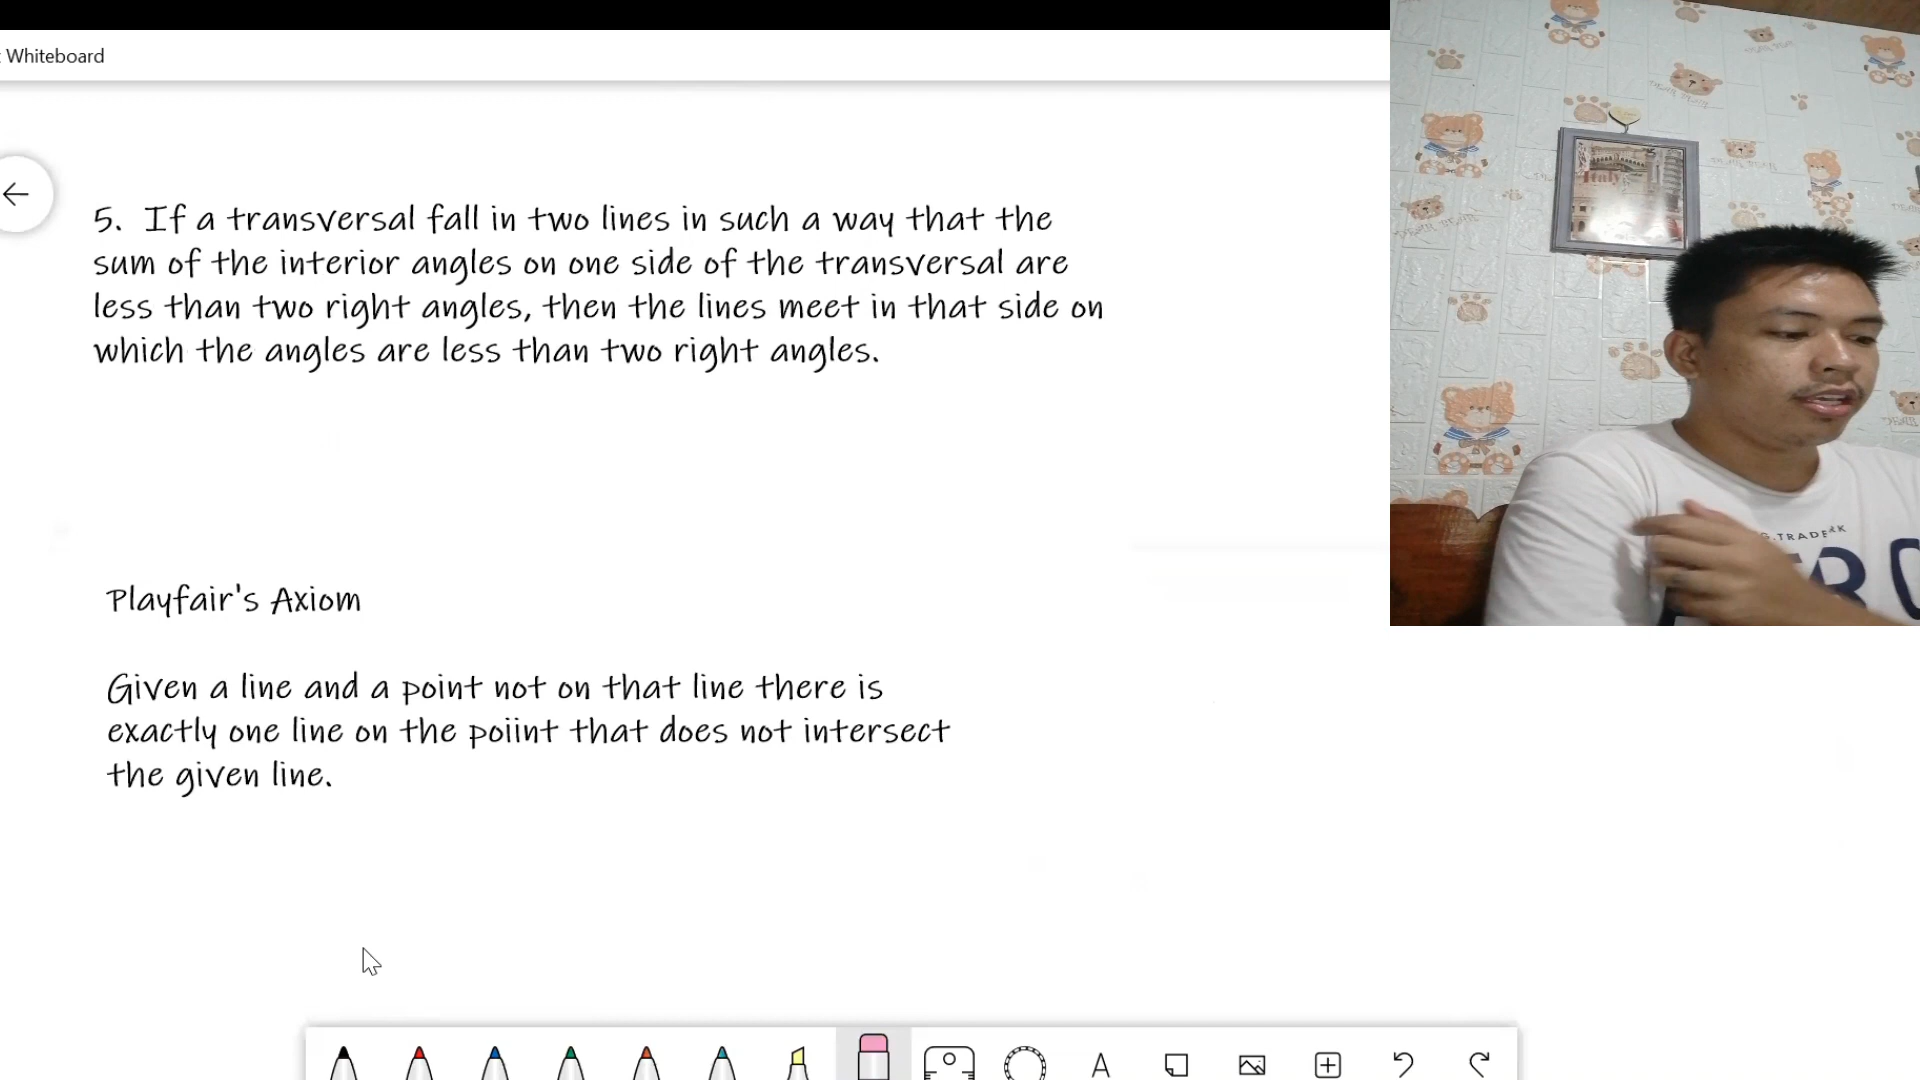 Whiteboard
5. If a transversal fall in two lines in such a way that the
sum of the interior angles on one side of the transversal are
less than two right angles, then the lines meet in that side on
which the angles are less than two right angles.
Playfair's Axiom
Given a line and a point not on that line there is
exactly one line on the poiint that does not intersect
the given line.
A